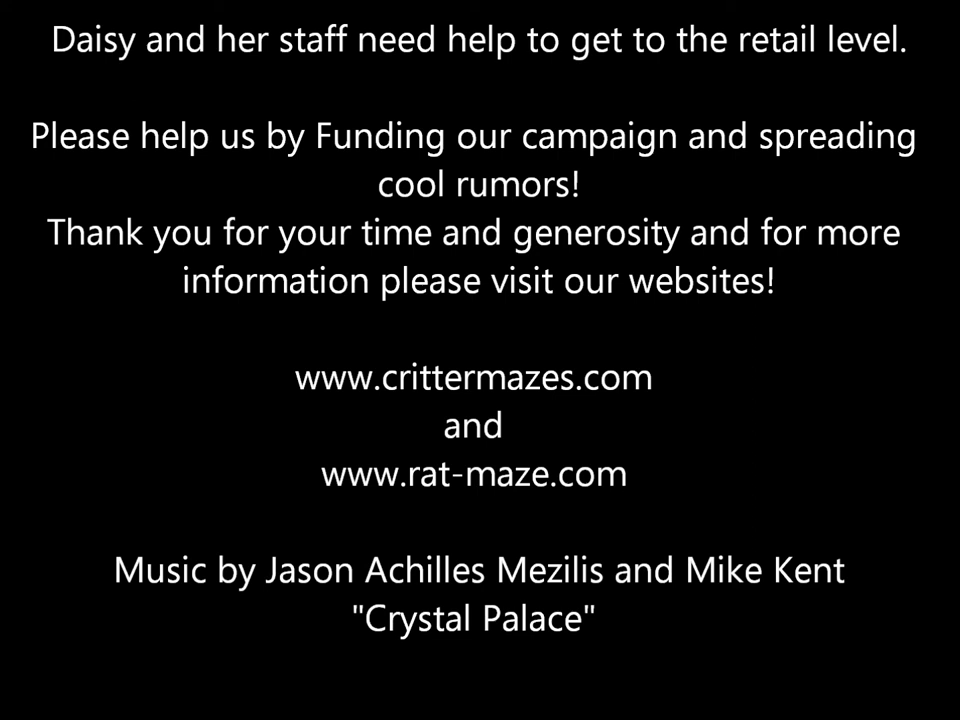 Daisy and her staff need help to get to the retail level.
Please help us by Funding our campaign and spreading
cool rumors!
Thank you for your time and generosity and for more
information please visit our websites!
www.crittermazes.com
and
www.rat-maze.com
Music by Jason Achilles Mezilis and Mike Kent
"Crystal Palace"